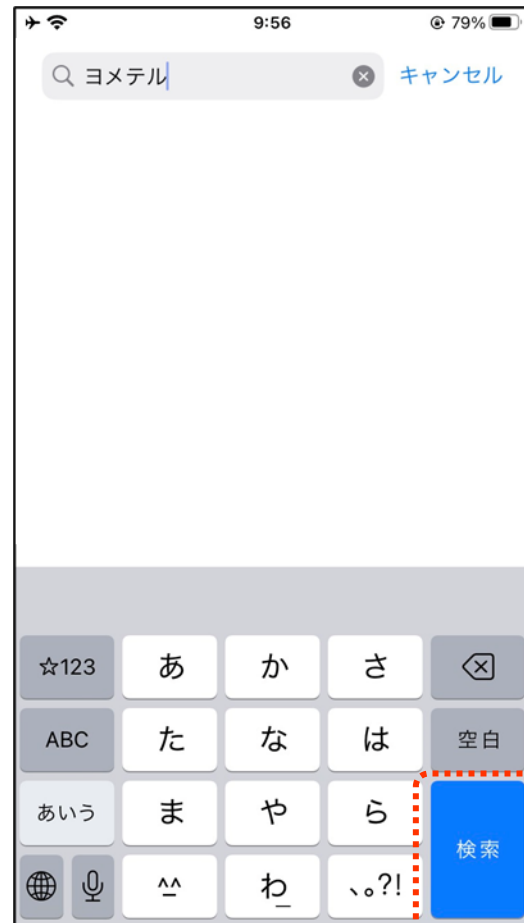 9:56 79%
ヨメテル キャンセル
☆123 あ か さ
ABC た な は 空白
あいう ま や ら 検索
^^ わ_ 、。?!